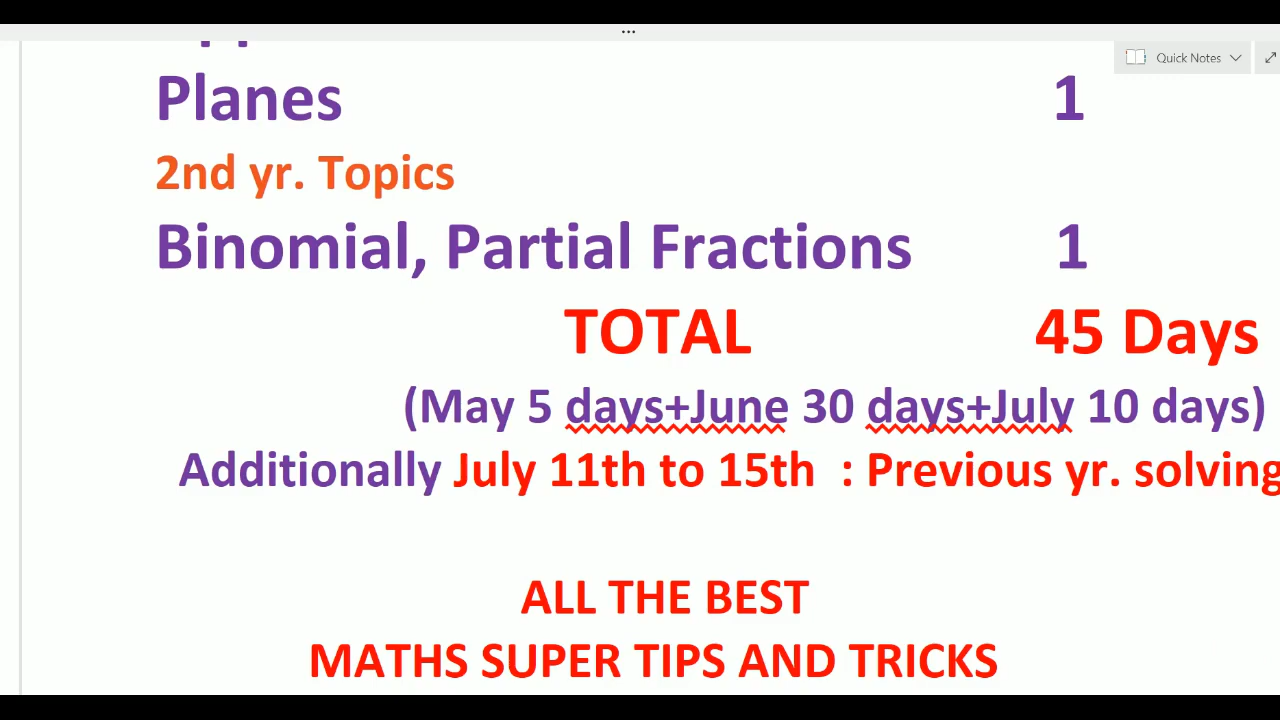 ...
Quick Notes
Planes 1
2nd yr. Topics
Binomial, Partial Fractions 1
TOTAL 45 Days
(May 5 days+June 30 days+July 10 days)
Additionally July 11th to 15th : Previous yr. solving
ALL THE BEST
MATHS SUPER TIPS AND TRICKS